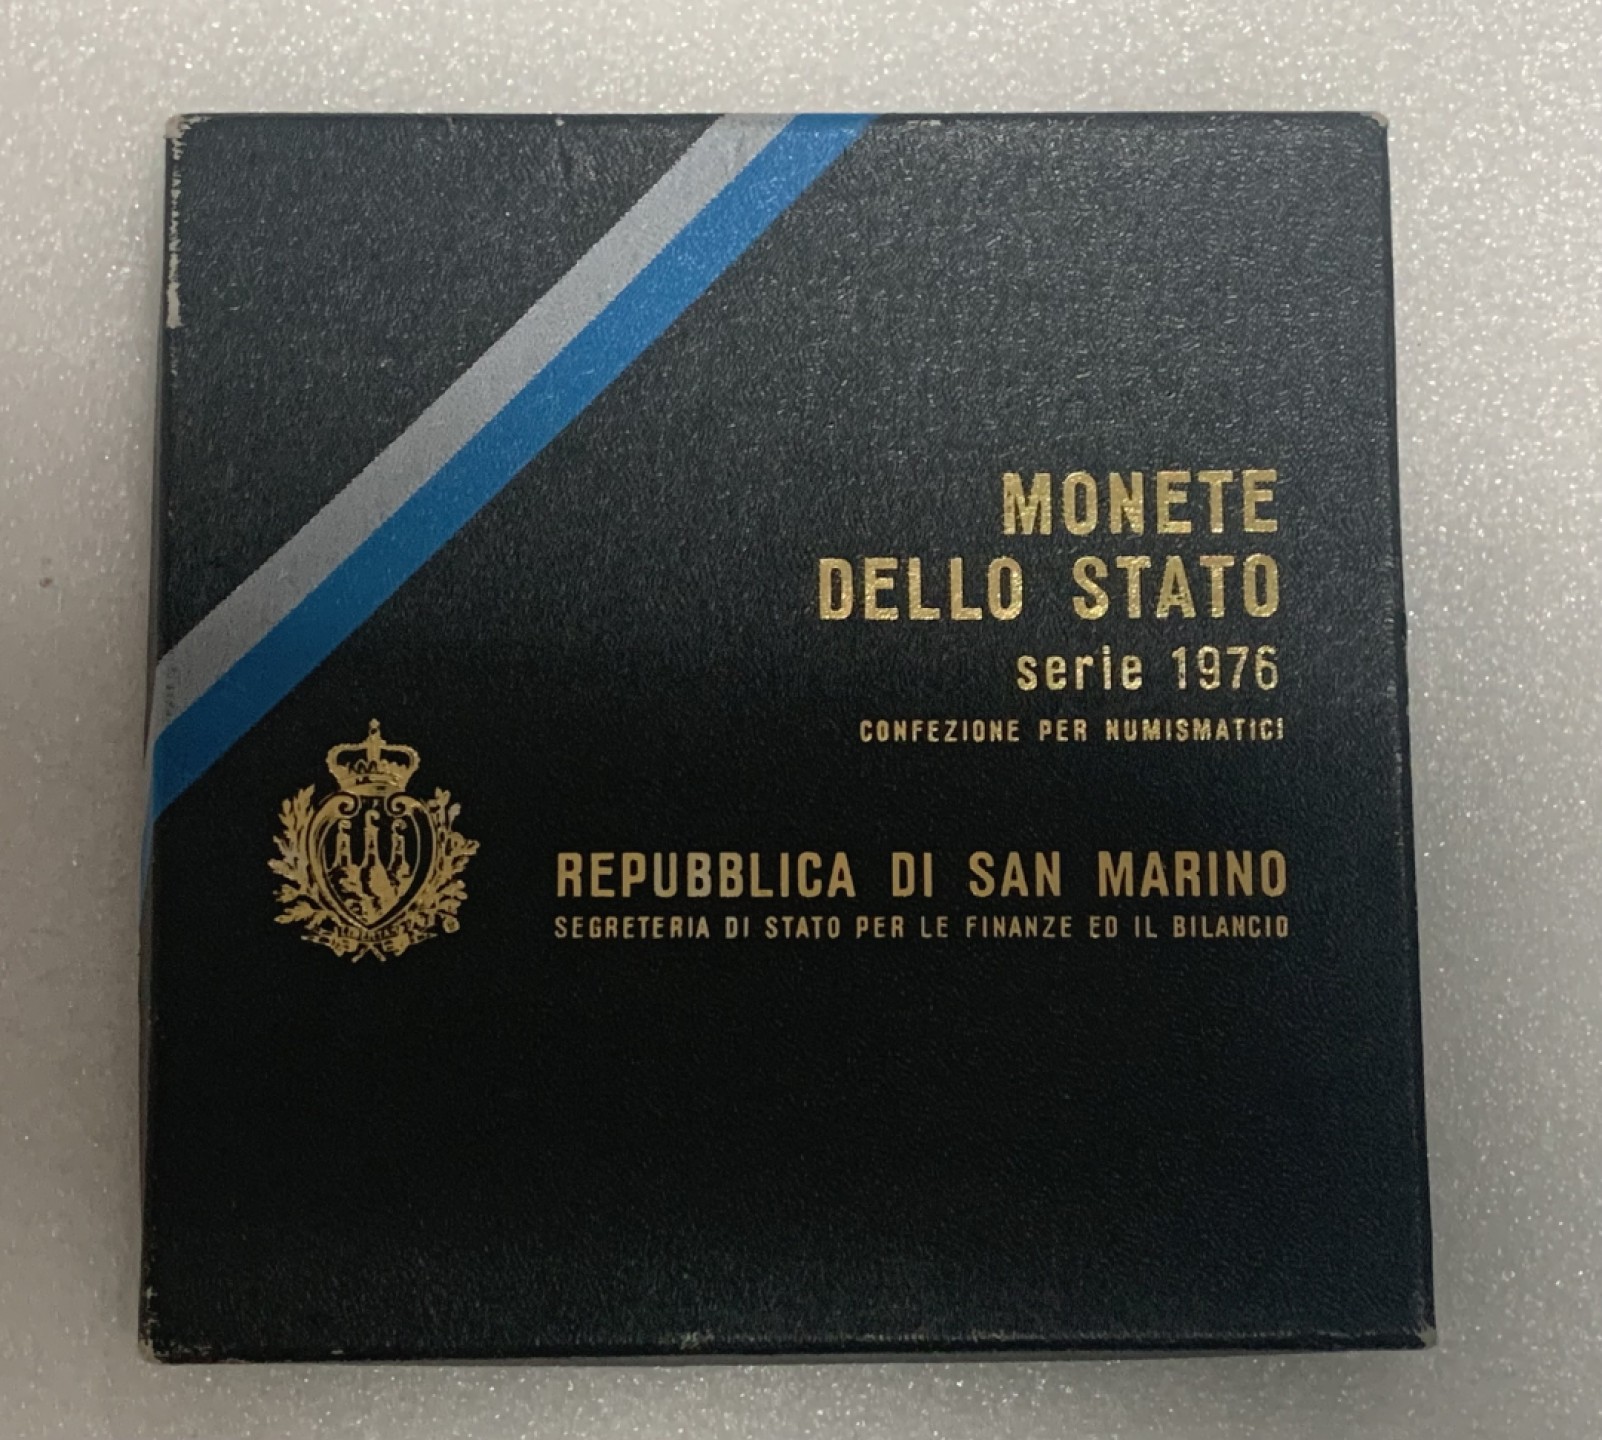 MONETE
DELLO STATO
serie 1976
CONFEZIONE PER NUMISMATICI
REPUBBLICA DI SAN MARINO
SEGRETERIA DI STATO PER LE FINANZE ED IL BILANCIO
LIBERTAS